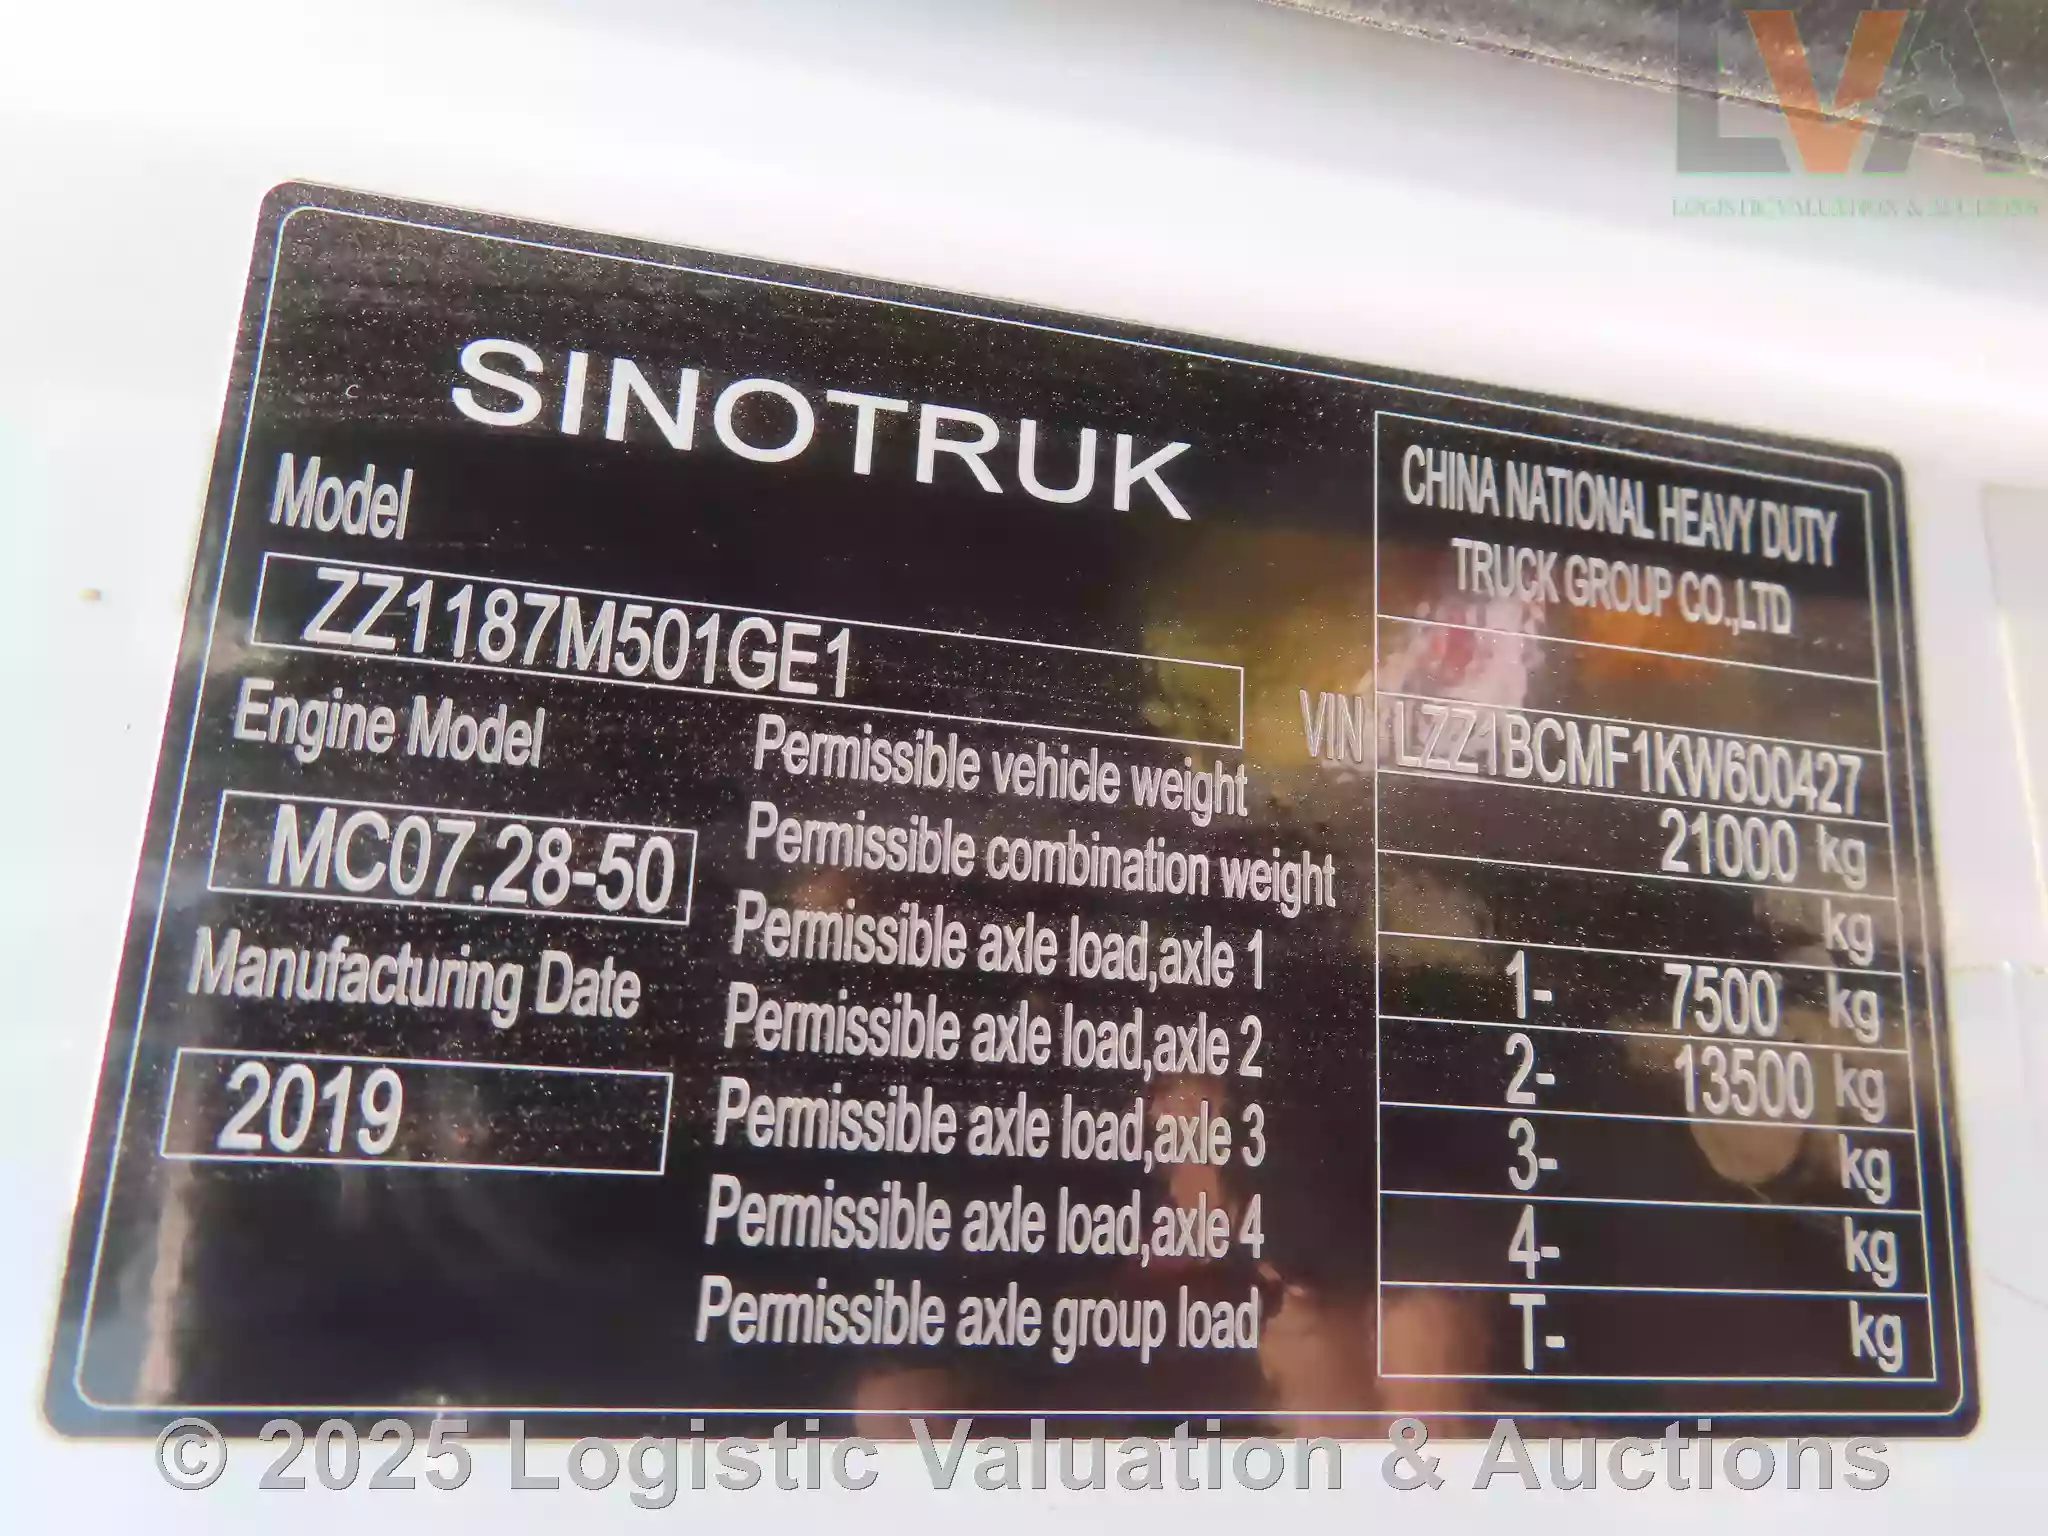 LVA
LOGISTIC VALUATION & AUCTIONS
SINOTRUK
Model
ZZ1187M501GE1
Engine Model
MC07.28-50
Manufacturing Date
2019
CHINA NATIONAL HEAVY DUTY
TRUCK GROUP CO.,LTD
VIN LZZ1BCMF1KW600427
Permissible vehicle weight 21000 kg
Permissible combination weight kg
Permissible axle load,axle 1 1- 7500 kg
Permissible axle load,axle 2 2- 13500 kg
Permissible axle load,axle 3 3- kg
Permissible axle load,axle 4 4- kg
Permissible axle group load T- kg
© 2025 Logistic Valuation & Auctions